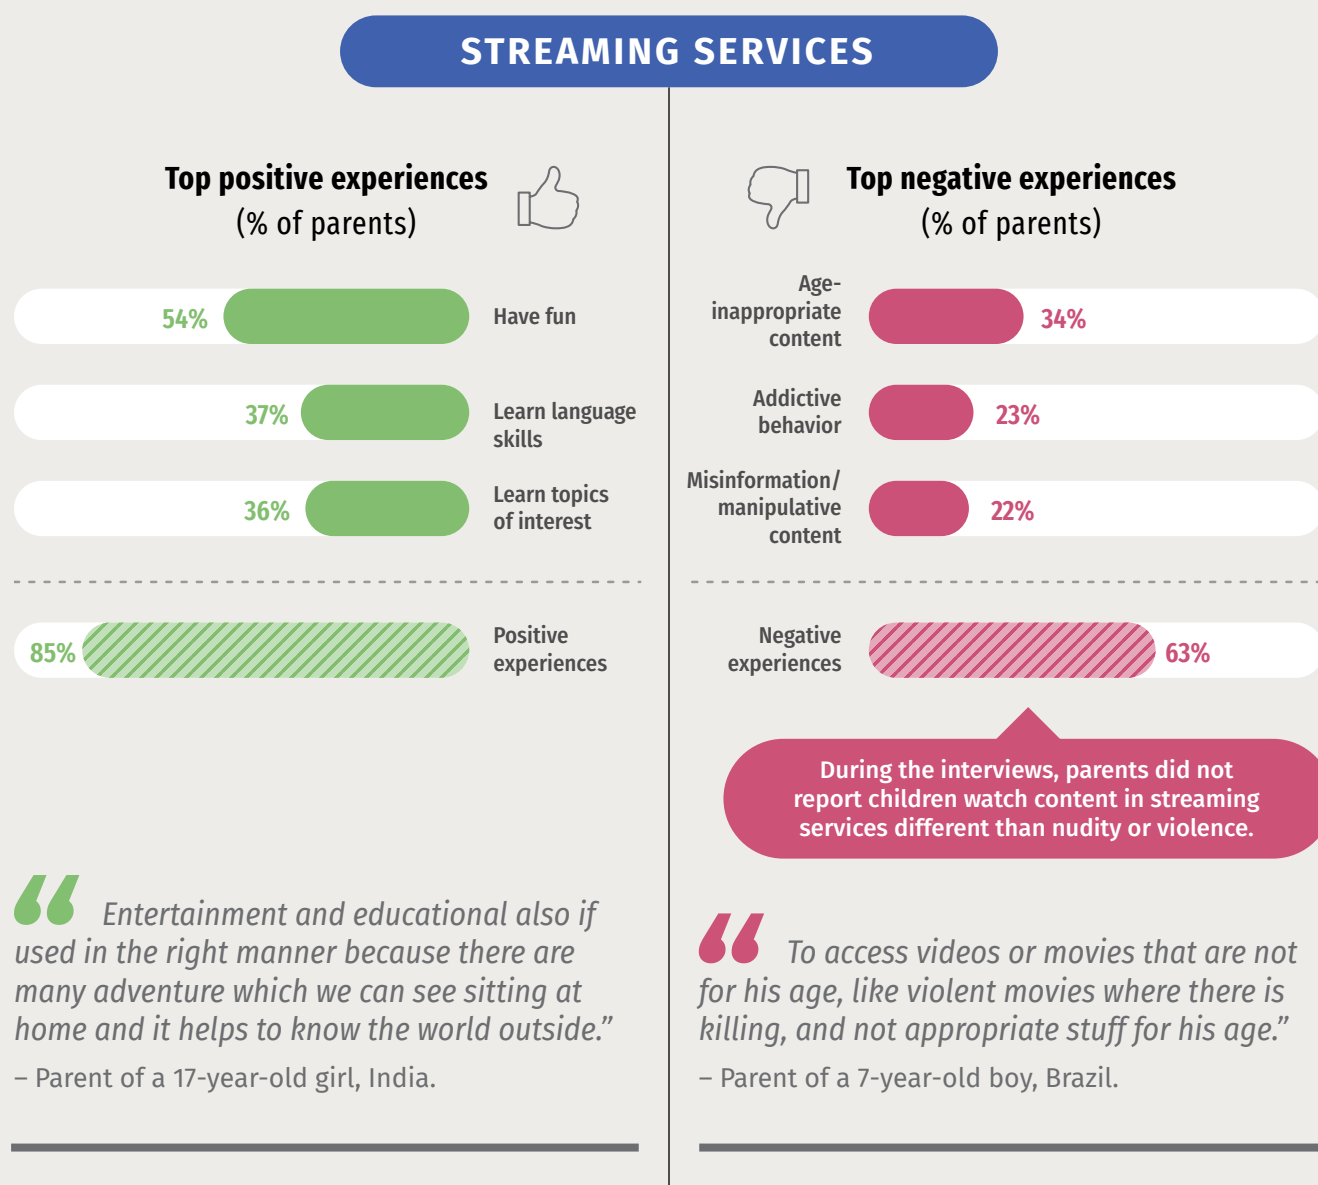 STREAMING SERVICES
Top positive experiences
(% of parents)
54%
Have fun
37%
Learn language
skills
36%
Learn topics
of interest
85%
Positive
experiences
“ Entertainment and educational also if
used in the right manner because there are
many adventure which we can see sitting at
home and it helps to know the world outside.”
– Parent of a 17-year-old girl, India.
Top negative experiences
(% of parents)
Age-
inappropriate
content
34%
Addictive
behavior
23%
Misinformation/
manipulative
content
22%
Negative
experiences
63%
During the interviews, parents did not
report children watch content in streaming
services different than nudity or violence.
“ To access videos or movies that are not
for his age, like violent movies where there is
killing, and not appropriate stuff for his age.”
– Parent of a 7-year-old boy, Brazil.